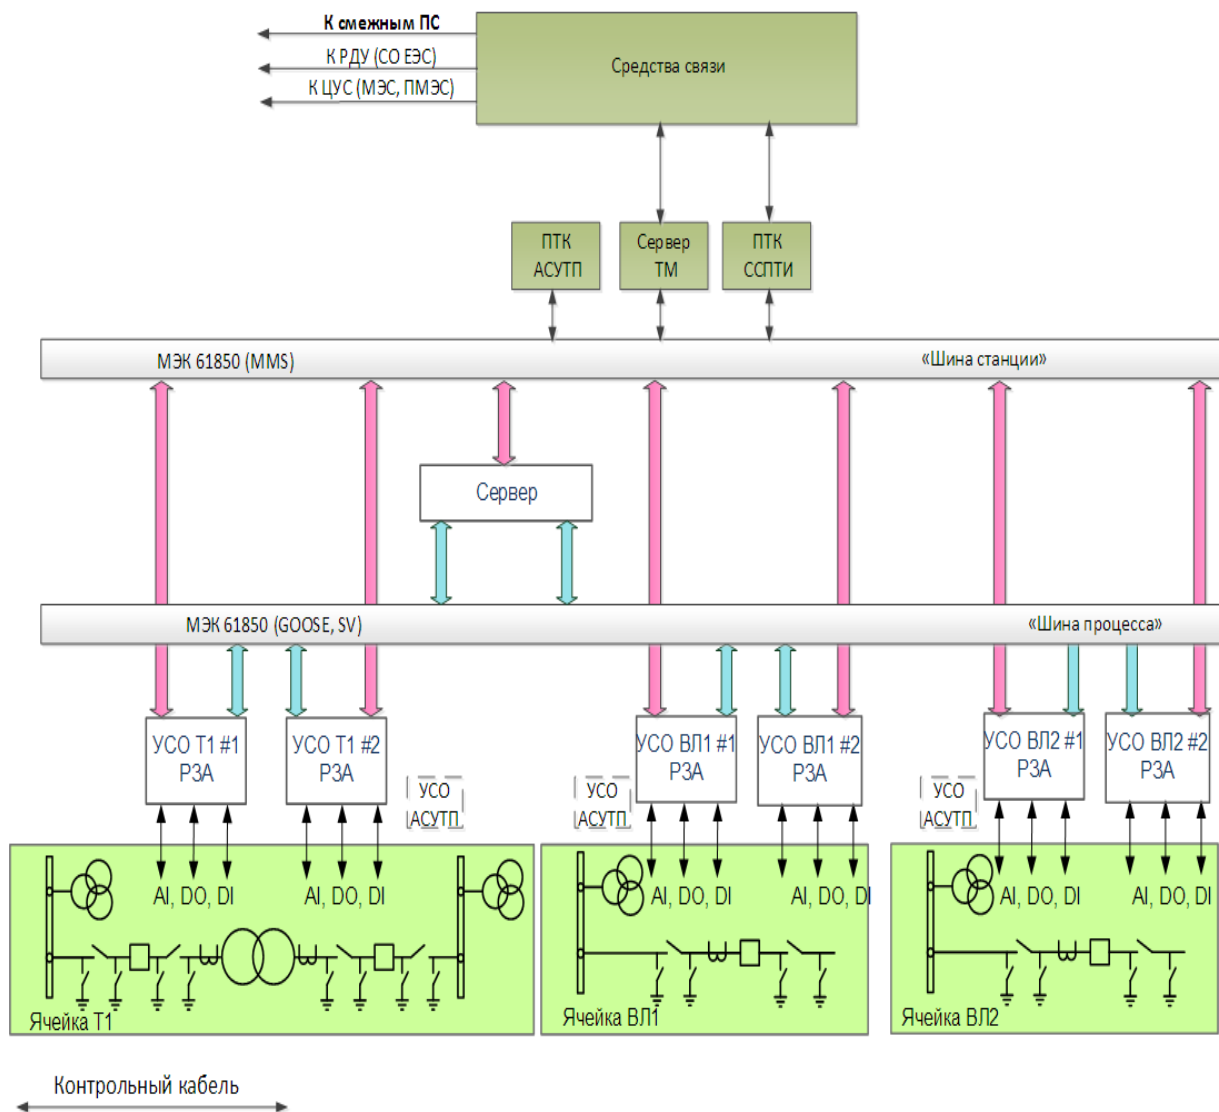 К смежным ПС
К РДУ (СО ЕЭС)
К ЦУС (МЭС, ПМЭС)
Средства связи
ПТК
АСУТП
Сервер
ТМ
ПТК
ССПТИ
МЭК 61850 (MMS)
«Шина станции»
Сервер
МЭК 61850 (GOOSE, SV)
«Шина процесса»
УСО Т1 #1
РЗА
УСО Т1 #2
РЗА
УСО
АСУТП
УСО ВЛ1 #1
РЗА
УСО ВЛ1 #2
РЗА
УСО
АСУТП
УСО ВЛ2 #1
РЗА
УСО ВЛ2 #2
РЗА
УСО
АСУТП
AI, DO, DI
AI, DO, DI
AI, DO, DI
AI, DO, DI
AI, DO, DI
AI, DO, DI
Ячейка Т1
Ячейка ВЛ1
Ячейка ВЛ2
Контрольный кабель